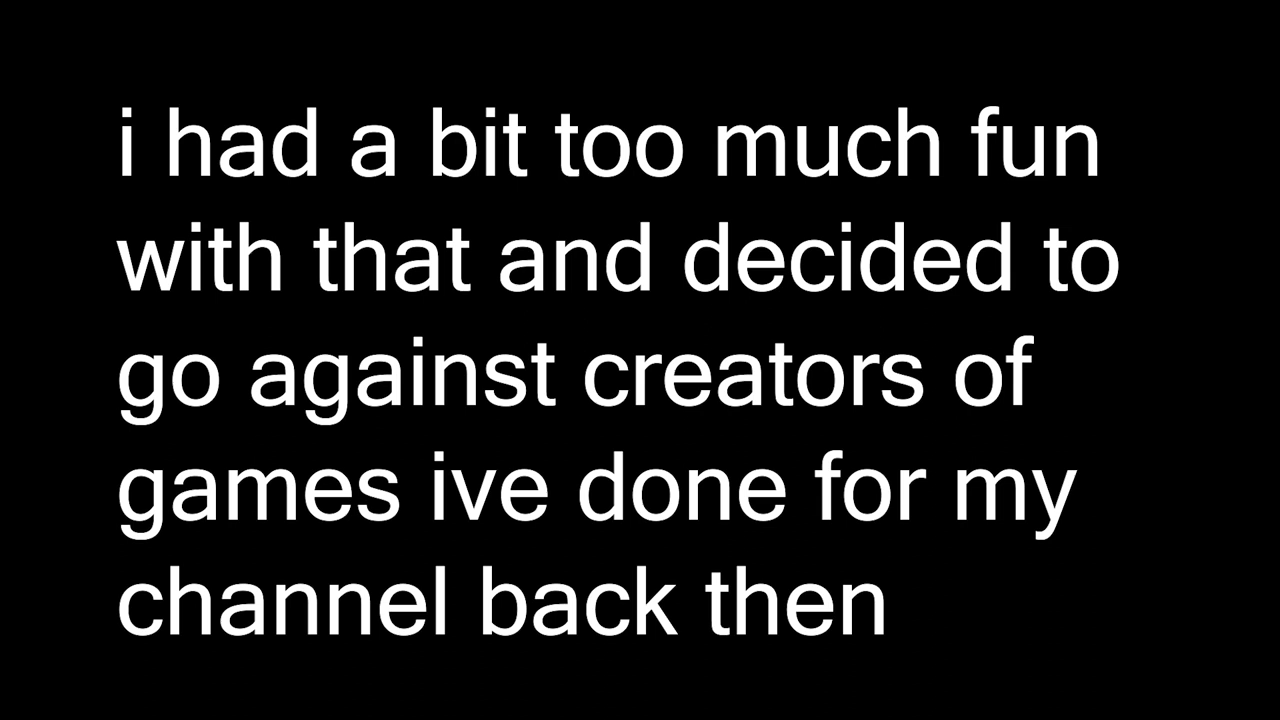 i had a bit too much fun
with that and decided to
go against creators of
games ive done for my
channel back then